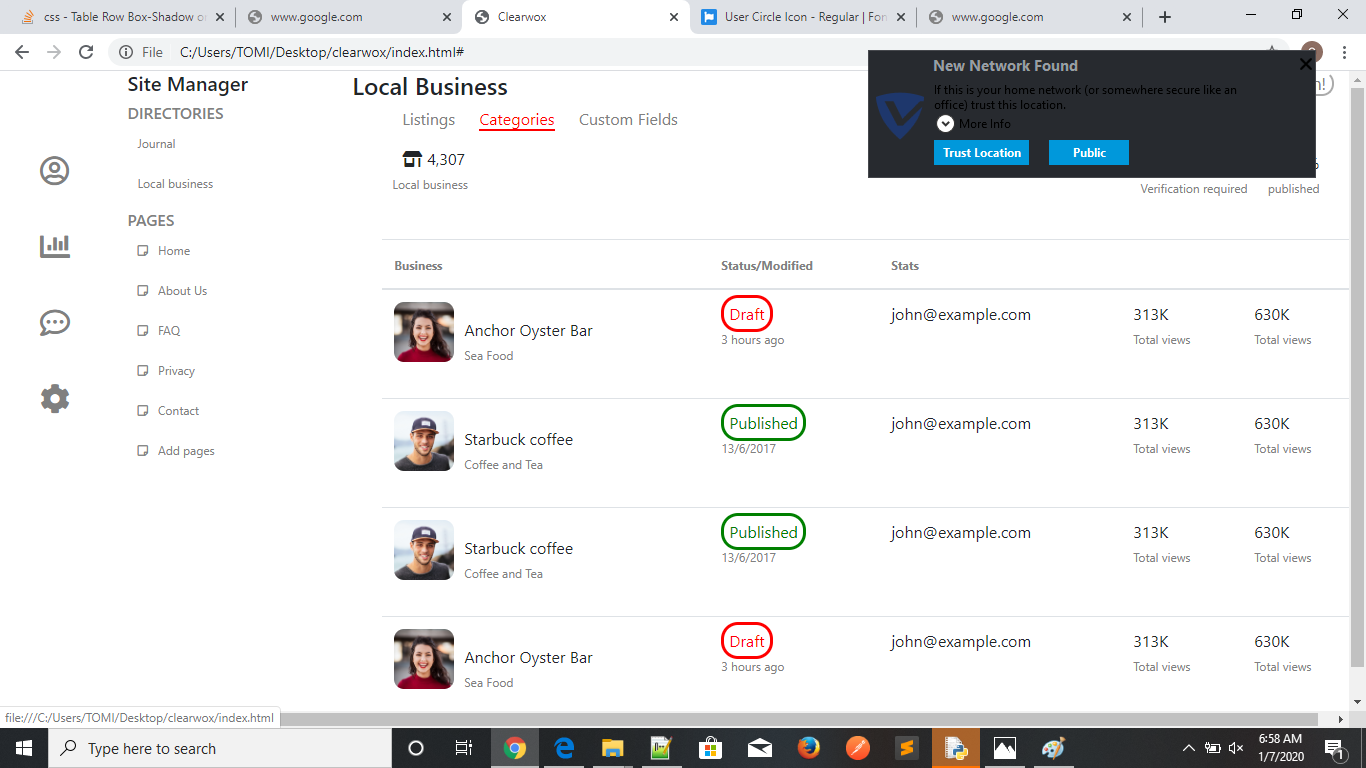 css - Table Row Box-Shadow o
www.google.com
Clearwox
User Circle Icon - Regular | Fon
www.google.com
File C:/Users/TOMI/Desktop/clearwox/index.html#
New Network Found
If this is your home network (or somewhere secure like an
office) trust this location.
More Info
Trust Location Public
Site Manager
DIRECTORIES
Journal
Local business
PAGES
Home
About Us
FAQ
Privacy
Contact
Add pages
Local Business
Listings Categories Custom Fields
4,307
Local business
Verification required published
Business Status/Modified Stats
Anchor Oyster Bar
Sea Food
Draft
3 hours ago
john@example.com
313K
Total views
630K
Total views
Starbuck coffee
Coffee and Tea
Published
13/6/2017
john@example.com
313K
Total views
630K
Total views
Starbuck coffee
Coffee and Tea
Published
13/6/2017
john@example.com
313K
Total views
630K
Total views
Anchor Oyster Bar
Sea Food
Draft
3 hours ago
john@example.com
313K
Total views
630K
Total views
file:///C:/Users/TOMI/Desktop/clearwox/index.html
Type here to search
6:58 AM
1/7/2020
1